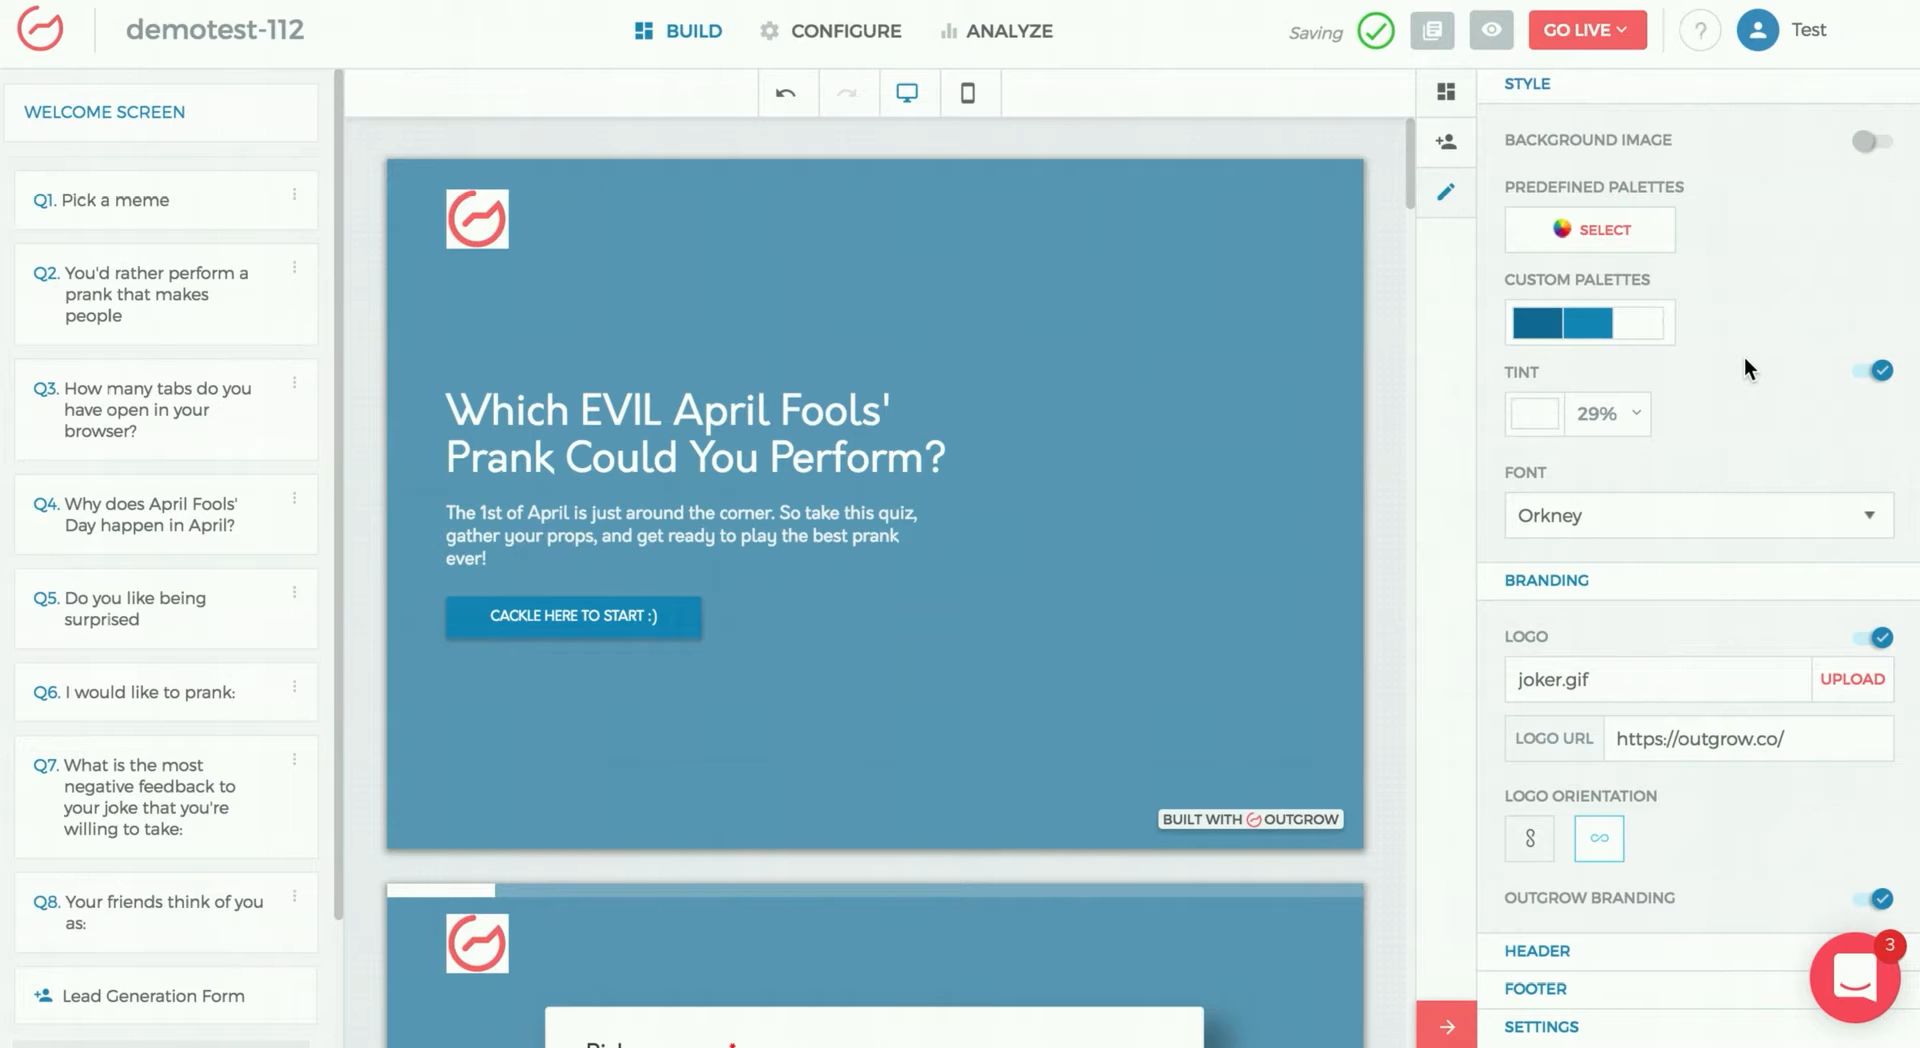 demotest-112
BUILD
CONFIGURE
ANALYZE
Saving
GO LIVE
?
Test
WELCOME SCREEN
Q1. Pick a meme
Q2. You'd rather perform a
prank that makes
people
Q3. How many tabs do you
have open in your
browser?
Q4. Why does April Fools'
Day happen in April?
Q5. Do you like being
surprised
Q6. I would like to prank:
Q7. What is the most
negative feedback to
your joke that you're
willing to take:
Q8. Your friends think of you
as:
Lead Generation Form
Which EVIL April Fools'
Prank Could You Perform?
The 1st of April is just around the corner. So take this quiz,
gather your props, and get ready to play the best prank
ever!
CACKLE HERE TO START :)
BUILT WITH OUTGROW
STYLE
BACKGROUND IMAGE
PREDEFINED PALETTES
SELECT
CUSTOM PALETTES
TINT
29%
FONT
Orkney
BRANDING
LOGO
joker.gif
UPLOAD
LOGO URL
https://outgrow.co/
LOGO ORIENTATION
OUTGROW BRANDING
HEADER
3
FOOTER
SETTINGS